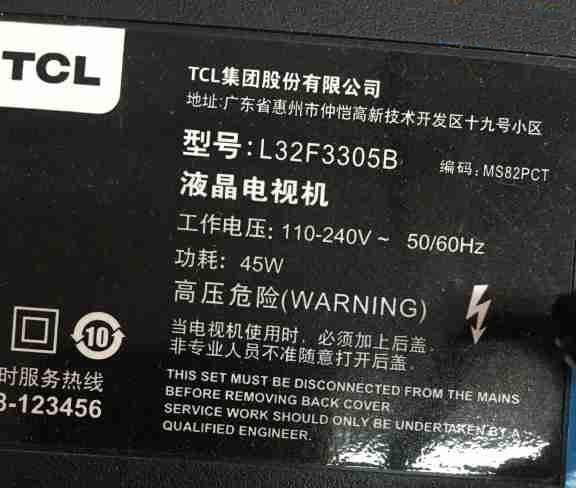 TCL
TCL集团股份有限公司
地址:广东省惠州市仲恺高新技术开发区十九号小区
型号:L32F3305B
编码:MS82PCT
液晶电视机
工作电压: 110-240V ~ 50/60Hz
功耗: 45W
高压危险(WARNING)
当电视机使用时，必须加上后盖。
非专业人员不准随意打开后盖。
10
时服务热线
-123456
THIS SET MUST BE DISCONNECTED FROM THE MAINS
BEFORE REMOVING BACK COVER.
SERVICE WORK SHOULD ONLY BE UNDERTAKEN BY A
QUALIFIED ENGINEER.